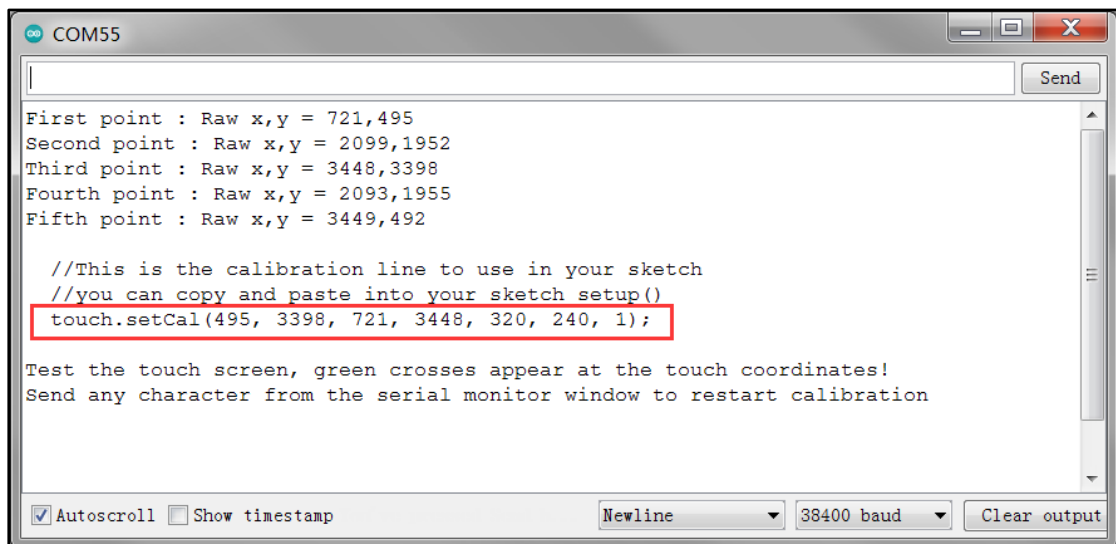 COM55
Send
First point : Raw x,y = 721,495
Second point : Raw x,y = 2099,1952
Third point : Raw x,y = 3448,3398
Fourth point : Raw x,y = 2093,1955
Fifth point : Raw x,y = 3449,492
//This is the calibration line to use in your sketch
//you can copy and paste into your sketch setup()
touch.setCal(495, 3398, 721, 3448, 320, 240, 1);
Test the touch screen, green crosses appear at the touch coordinates!
Send any character from the serial monitor window to restart calibration
Autoscroll Show timestamp Newline 38400 baud Clear output